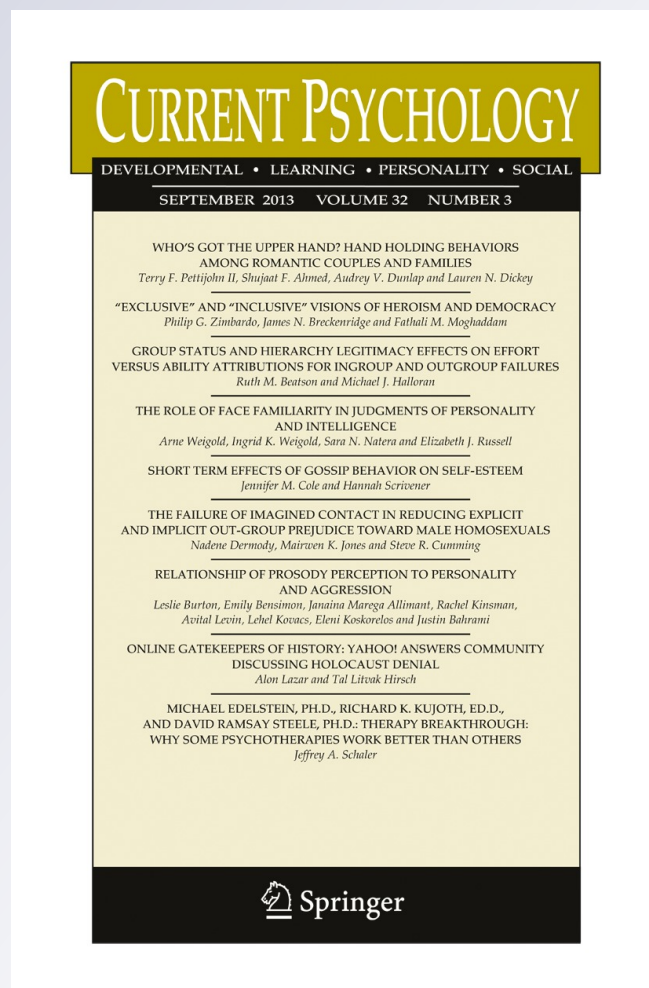 CURRENT PSYCHOLOGY
DEVELOPMENTAL • LEARNING • PERSONALITY • SOCIAL
SEPTEMBER 2013 VOLUME 32 NUMBER 3
WHO'S GOT THE UPPER HAND? HAND HOLDING BEHAVIORS
AMONG ROMANTIC COUPLES AND FAMILIES
Terry F. Pettijohn II, Shujaat F. Ahmed, Audrey V. Dunlap and Lauren N. Dickey
"EXCLUSIVE" AND "INCLUSIVE" VISIONS OF HEROISM AND DEMOCRACY
Philip G. Zimbardo, James N. Breckenridge and Fathali M. Moghaddam
GROUP STATUS AND HIERARCHY LEGITIMACY EFFECTS ON EFFORT
VERSUS ABILITY ATTRIBUTIONS FOR INGROUP AND OUTGROUP FAILURES
Ruth M. Beatson and Michael J. Halloran
THE ROLE OF FACE FAMILIARITY IN JUDGMENTS OF PERSONALITY
AND INTELLIGENCE
Arne Weigold, Ingrid K. Weigold, Sara N. Natera and Elizabeth J. Russell
SHORT TERM EFFECTS OF GOSSIP BEHAVIOR ON SELF-ESTEEM
Jennifer M. Cole and Hannah Scrivener
THE FAILURE OF IMAGINED CONTACT IN REDUCING EXPLICIT
AND IMPLICIT OUT-GROUP PREJUDICE TOWARD MALE HOMOSEXUALS
Nadene Dermody, Mairwen K. Jones and Steve R. Cumming
RELATIONSHIP OF PROSODY PERCEPTION TO PERSONALITY
AND AGGRESSION
Leslie Burton, Emily Bensimon, Janaina Marega Allimant, Rachel Kinsman,
Avital Levin, Lehel Kovacs, Eleni Koskorelos and Justin Bahrami
ONLINE GATEKEEPERS OF HISTORY: YAHOO! ANSWERS COMMUNITY
DISCUSSING HOLOCAUST DENIAL
Alon Lazar and Tal Litvak Hirsch
MICHAEL EDELSTEIN, PH.D., RICHARD K. KUJOTH, ED.D.,
AND DAVID RAMSAY STEELE, PH.D.: THERAPY BREAKTHROUGH:
WHY SOME PSYCHOTHERAPIES WORK BETTER THAN OTHERS
Jeffrey A. Schaler
Springer